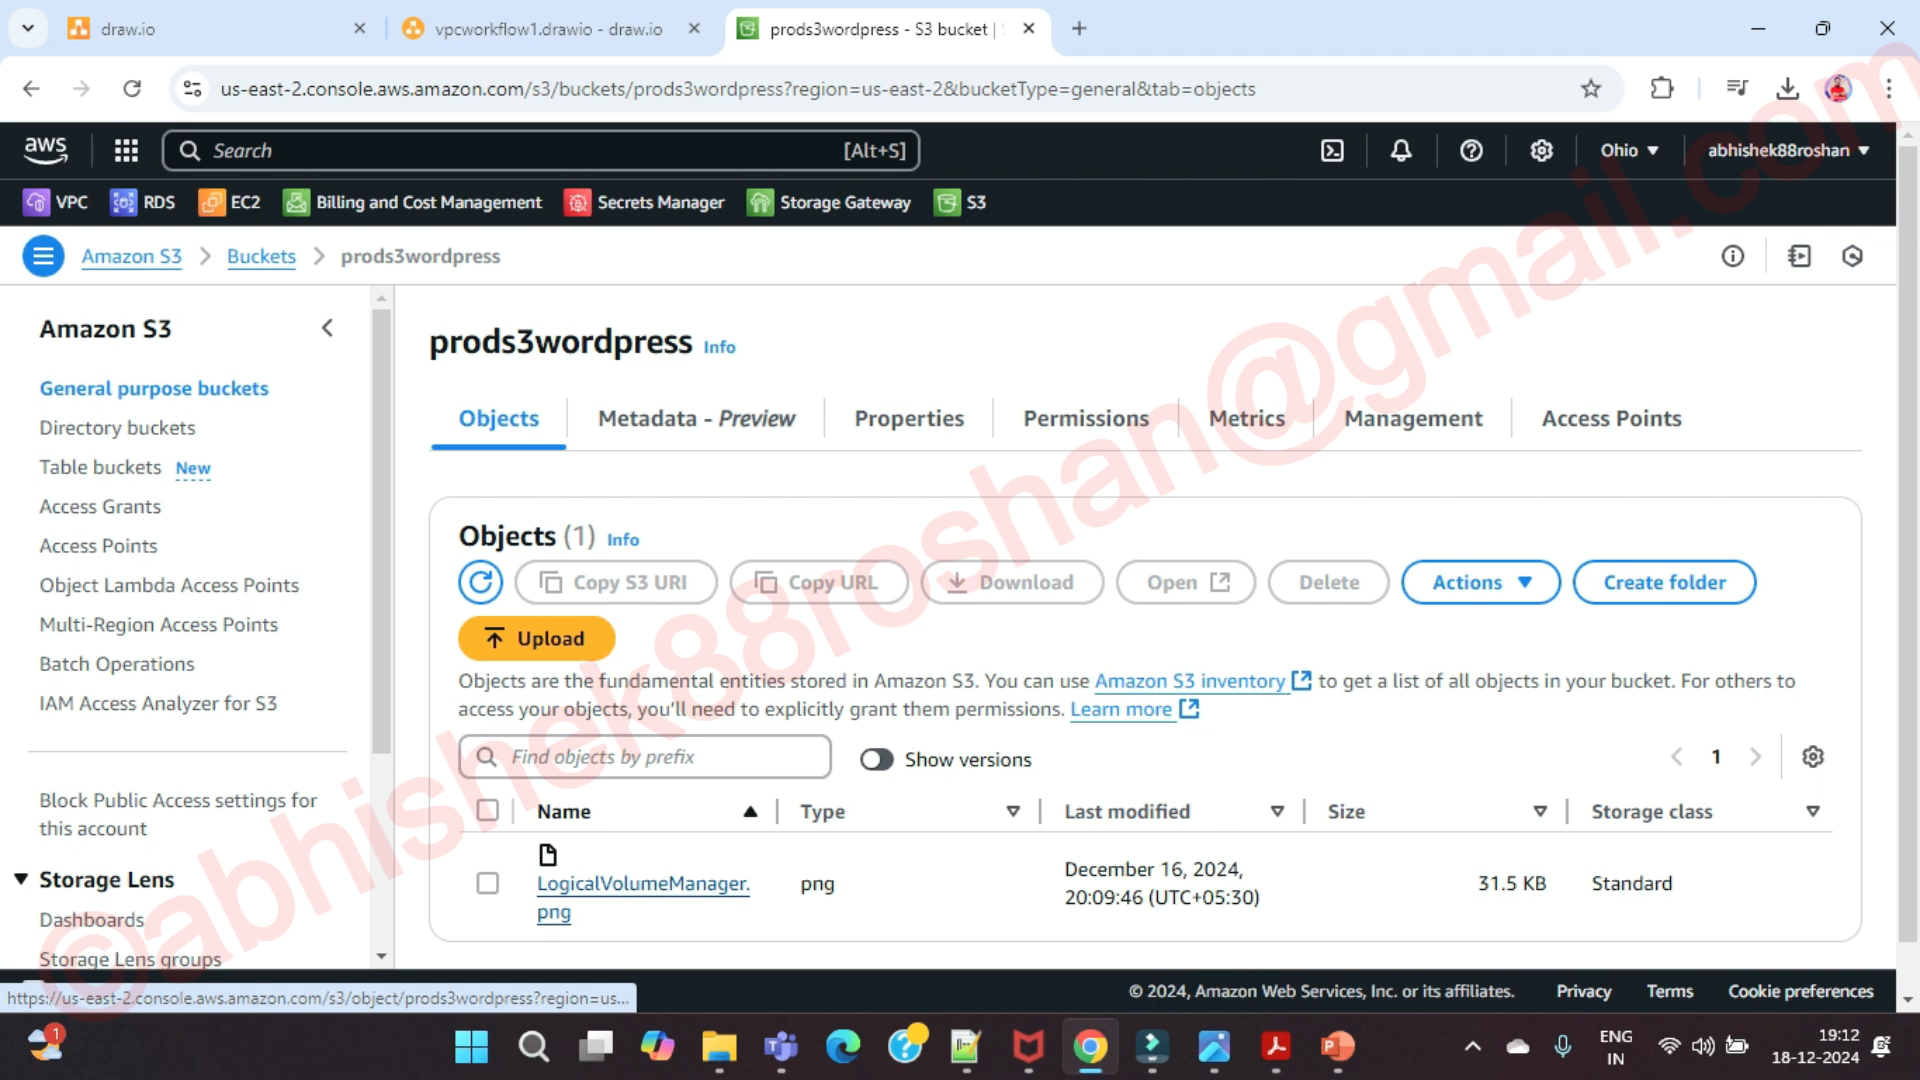 draw.io
vpcworkflow1.drawio - draw.io
prods3wordpress - S3 bucket |
us-east-2.console.aws.amazon.com/s3/buckets/prods3wordpress?region=us-east-2&bucketType=general&tab=objects
aws
Search
[Alt+S]
Ohio
abhishek88roshan
VPC
RDS
EC2
Billing and Cost Management
Secrets Manager
Storage Gateway
S3
Amazon S3
Buckets
prods3wordpress
Amazon S3
General purpose buckets
Directory buckets
Table buckets New
Access Grants
Access Points
Object Lambda Access Points
Multi-Region Access Points
Batch Operations
IAM Access Analyzer for S3
Block Public Access settings for
this account
Storage Lens
Dashboards
Storage Lens groups
prods3wordpress Info
Objects
Metadata - Preview
Properties
Permissions
Metrics
Management
Access Points
Objects (1) Info
Copy S3 URI
Copy URL
Download
Open
Delete
Actions
Create folder
Upload
Objects are the fundamental entities stored in Amazon S3. You can use Amazon S3 inventory to get a list of all objects in your bucket. For others to
access your objects, you'll need to explicitly grant them permissions. Learn more
Find objects by prefix
Show versions
1
Name
Type
Last modified
Size
Storage class
LogicalVolumeManager.
png
png
December 16, 2024,
20:09:46 (UTC+05:30)
31.5 KB
Standard
©abhishek88roshan@gmail.com
https://us-east-2.console.aws.amazon.com/s3/object/prods3wordpress?region=us...
© 2024, Amazon Web Services, Inc. or its affiliates.
Privacy
Terms
Cookie preferences
1
ENG
IN
19:12
18-12-2024